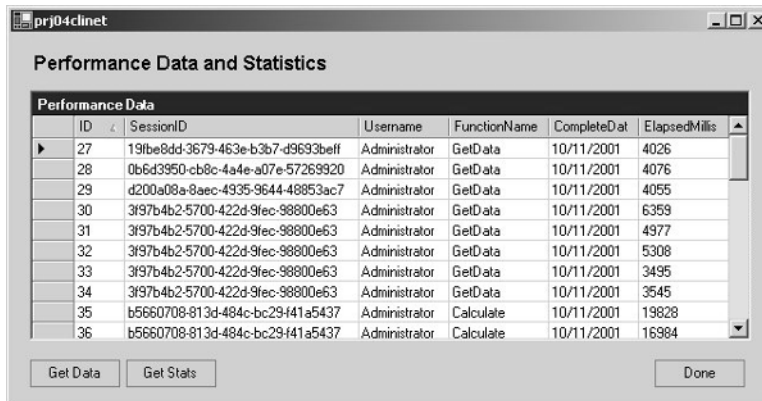 prj04clinet
Performance Data and Statistics
Performance Data
ID SessionID Username FunctionName CompleteDat ElapsedMillis
27 19fbe8dd-3679-463e-b3b7-d9693beff Administrator GetData 10/11/2001 4026
28 0b6d3950-cb8c-4a4e-a07e-57269920 Administrator GetData 10/11/2001 4076
29 d200a08a-8aec-4935-9644-48853ac7 Administrator GetData 10/11/2001 4055
30 3f97b4b2-5700-422d-9fec-98800e63 Administrator GetData 10/11/2001 6359
31 3f97b4b2-5700-422d-9fec-98800e63 Administrator GetData 10/11/2001 4977
32 3f97b4b2-5700-422d-9fec-98800e63 Administrator GetData 10/11/2001 5308
33 3f97b4b2-5700-422d-9fec-98800e63 Administrator GetData 10/11/2001 3495
34 3f97b4b2-5700-422d-9fec-98800e63 Administrator GetData 10/11/2001 3545
35 b5660708-813d-484c-bc29-f41a5437 Administrator Calculate 10/11/2001 19828
36 b5660708-813d-484c-bc29-f41a5437 Administrator Calculate 10/11/2001 16984
Get Data Get Stats Done